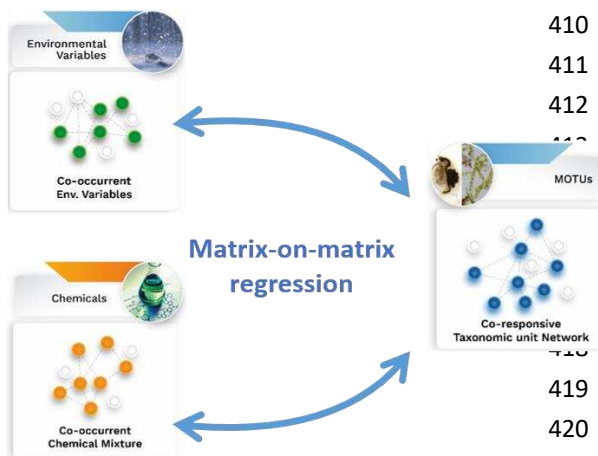 Environmental
Variables
Co-occurrent
Env. Variables
Matrix-on-matrix
regression
Chemicals
Co-occurrent
Chemical Mixture
MOTUs
Co-responsive
Taxonomic unit Network
410
411
412
419
420